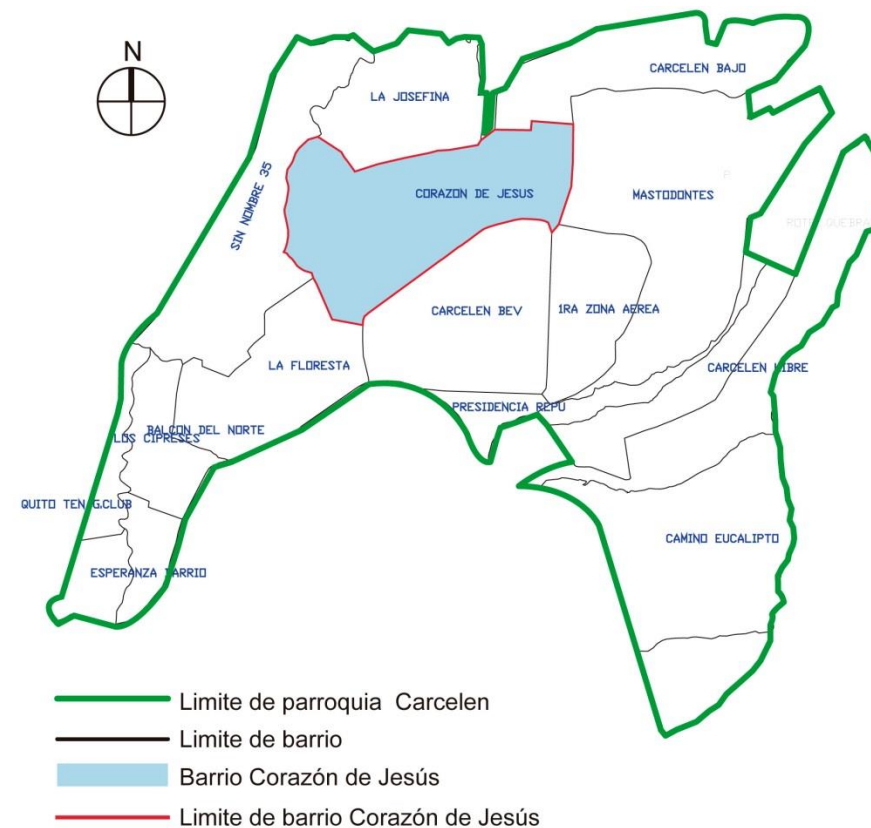 N
CARCELEN BAJO
LA JOSEFINA
SIN NOMBRE 35
CORAZON DE JESUS
MASTODONTES
CARCELEN BEV
1RA ZONA AEREA
LA FLORESTA
CARCELEN LIBRE
PRESIDENCIA REPU
BALCON DEL NORTE
LOS CIPRESES
QUITO TEN.G.CLUB
CAMINO EUCALIPTO
ESPERANZA BARRIO
Limite de parroquia Carcelen
Limite de barrio
Barrio Corazón de Jesús
Limite de barrio Corazón de Jesús